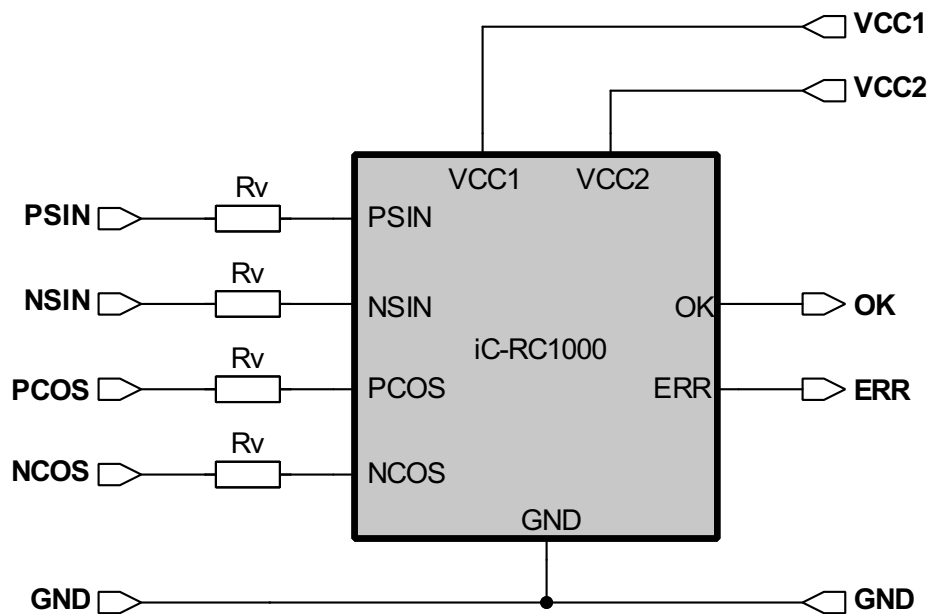 VCC1
VCC2
VCC1 VCC2
Rv
PSIN PSIN
Rv
NSIN NSIN OK OK
iC-RC1000
Rv
PCOS PCOS ERR ERR
Rv
NCOS NCOS
GND
GND GND